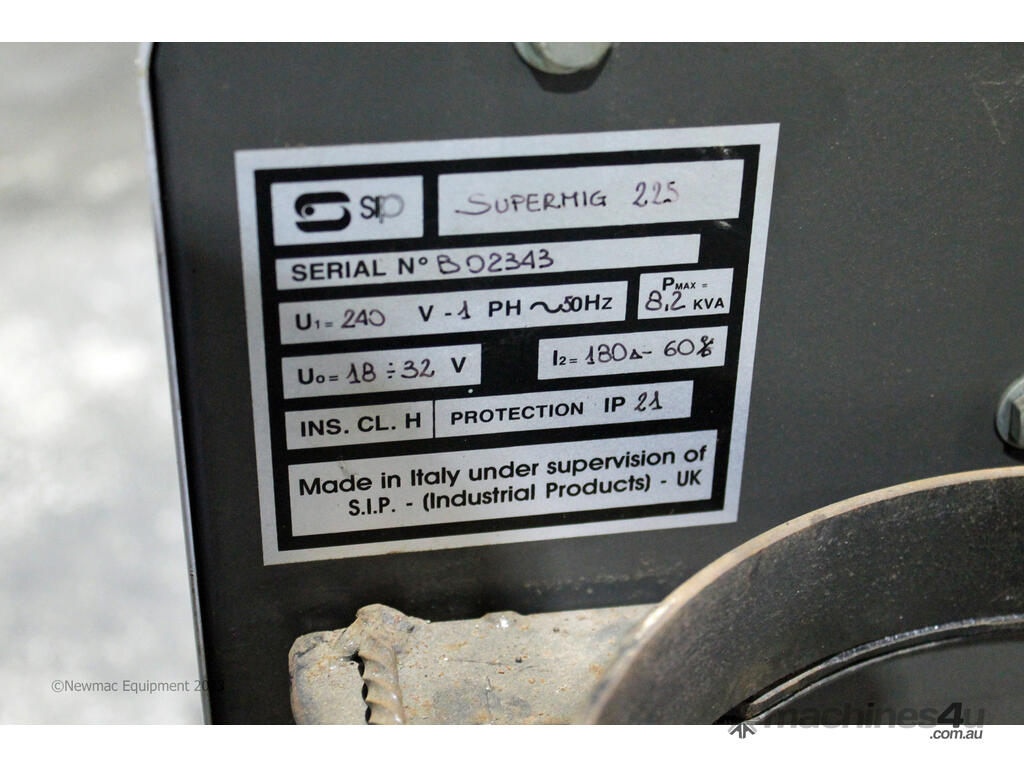 SIP SUPERMIG 225
SERIAL N° B02343
U1= 240 V - 1 PH ~50Hz PMAX = 8,2 KVA
U0= 18 ÷ 32 V I2= 180A - 60%
INS. CL. H PROTECTION IP 21
Made in Italy under supervision of
S.I.P. - (Industrial Products) - UK
©Newmac Equipment
machines4u
.com.au